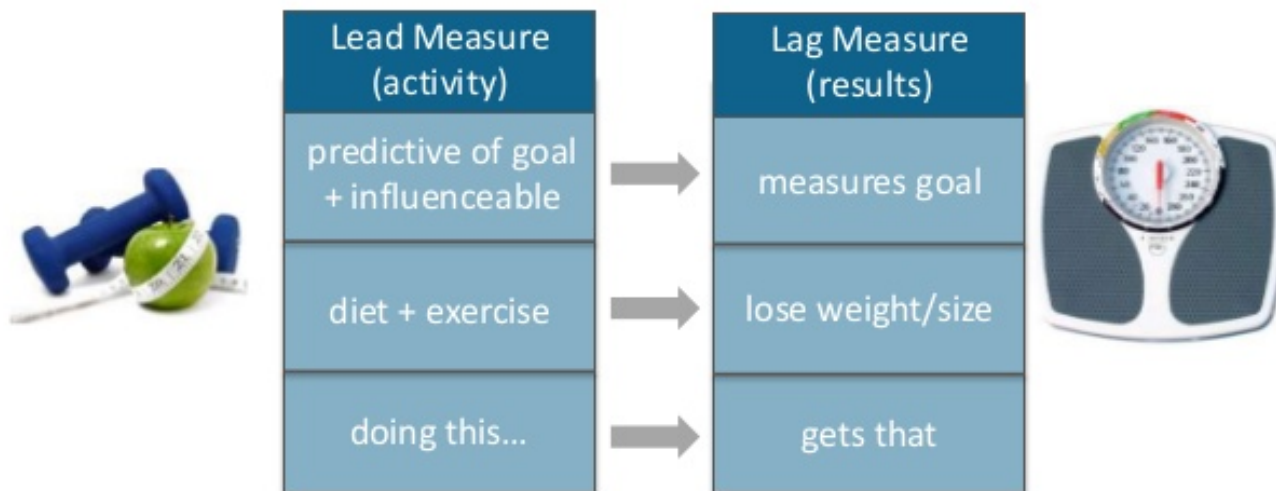 Lead Measure
(activity)
Lag Measure
(results)
predictive of goal
+ influenceable
measures goal
diet + exercise
lose weight/size
doing this...
gets that